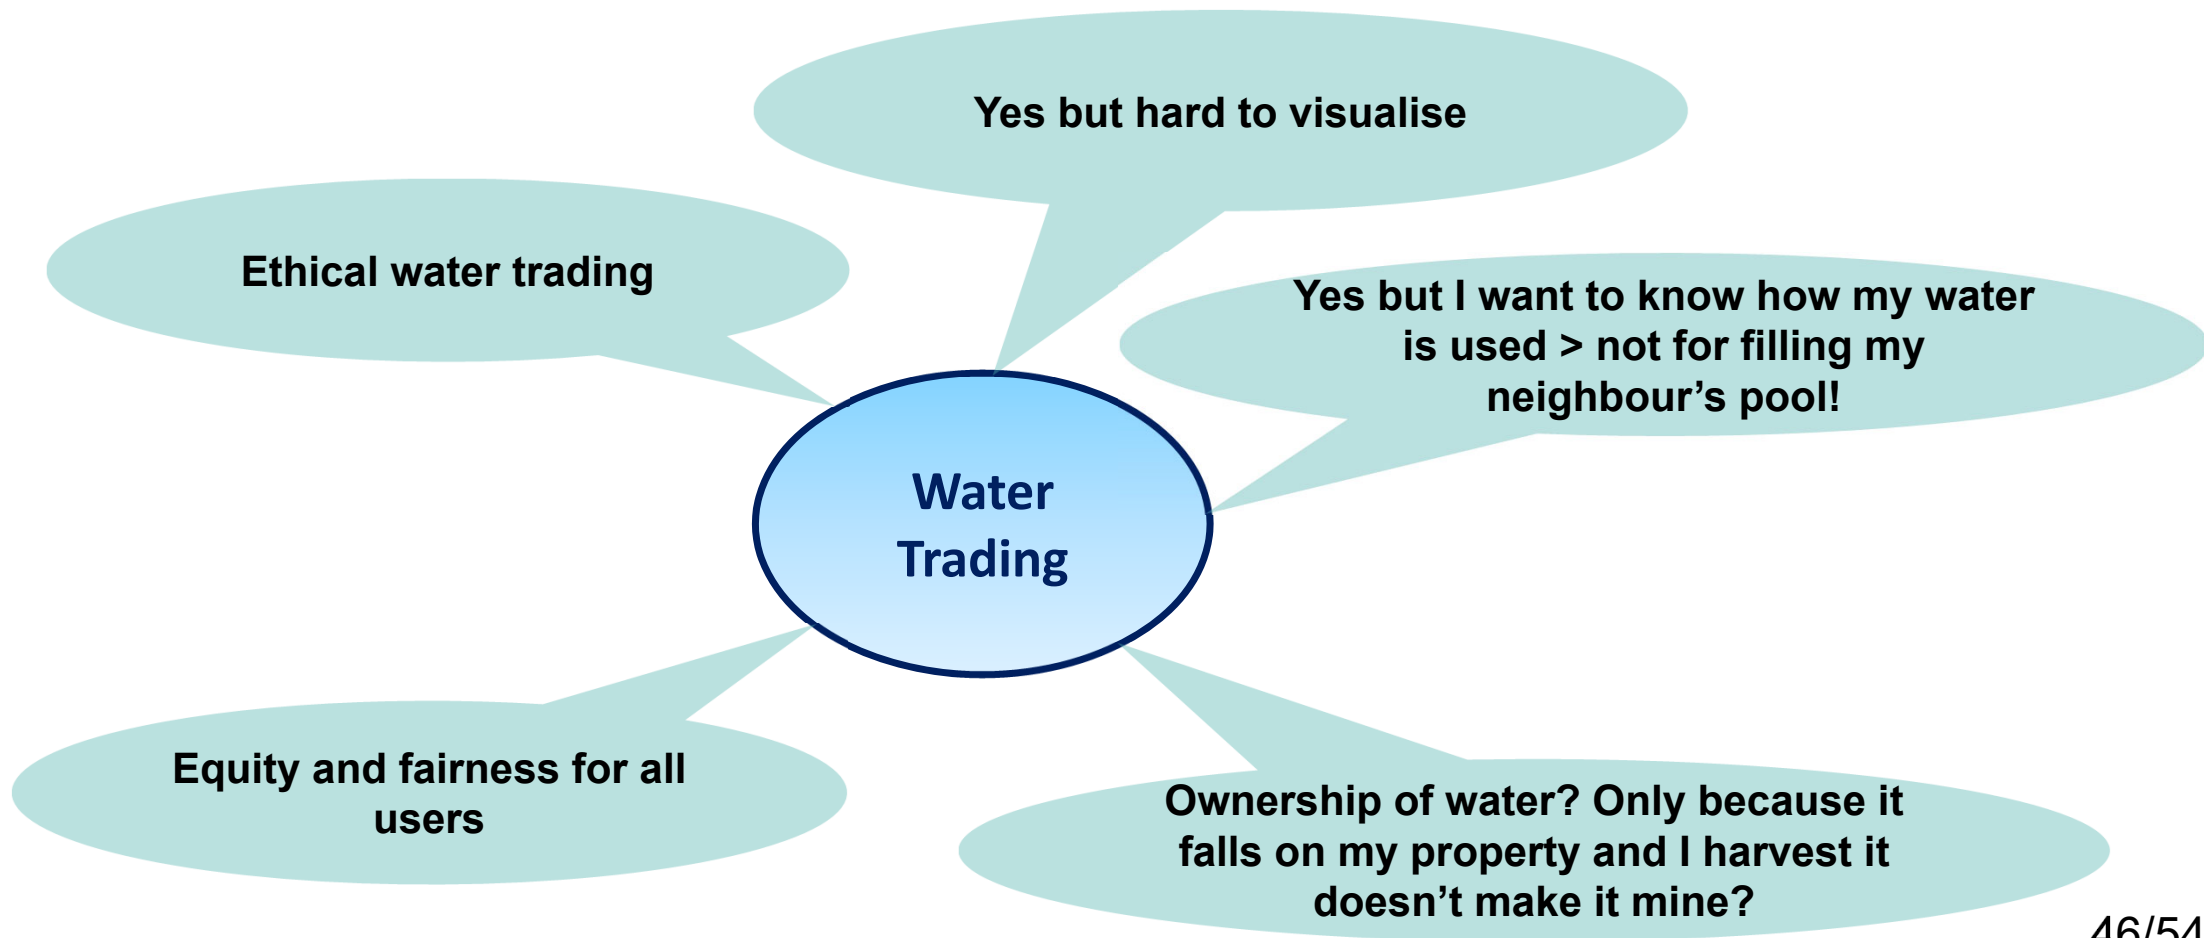 Yes but hard to visualise
Ethical water trading
Yes but I want to know how my water
is used > not for filling my
neighbour’s pool!
Water
Trading
Equity and fairness for all
users
Ownership of water? Only because it
falls on my property and I harvest it
doesn’t make it mine?
46/54